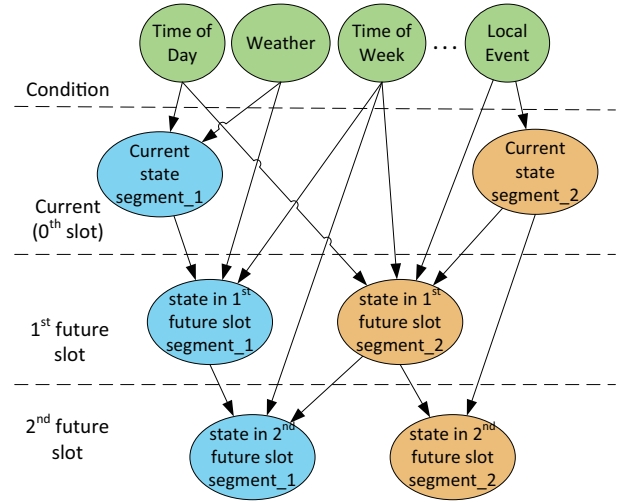 Time of
Day
Weather
Time of
Week
...
Local
Event
Condition
Current
state
segment_1
Current
state
segment_2
Current
(0th slot)
state in 1st
future slot
segment_1
state in 1st
future slot
segment_2
1st future
slot
state in 2nd
future slot
segment_1
state in 2nd
future slot
segment_2
2nd future
slot